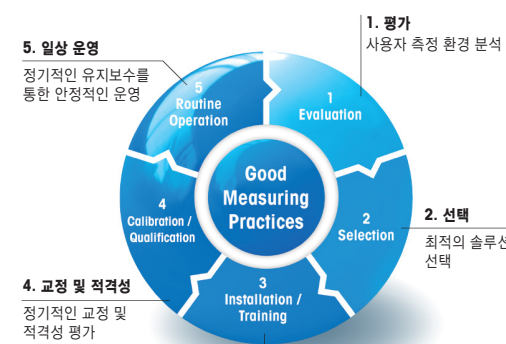 1. 평가
사용자 측정 환경 분석
5. 일상 운영
정기적인 유지보수를
통한 안정적인 운영
5
Routine
Operation
1
Evaluation
Good
Measuring
Practices
4
Calibration /
Qualification
2
Selection
2. 선택
최적의 솔루션
선택
3
Installation /
Training
4. 교정 및 적격성
정기적인 교정 및
적격성 평가